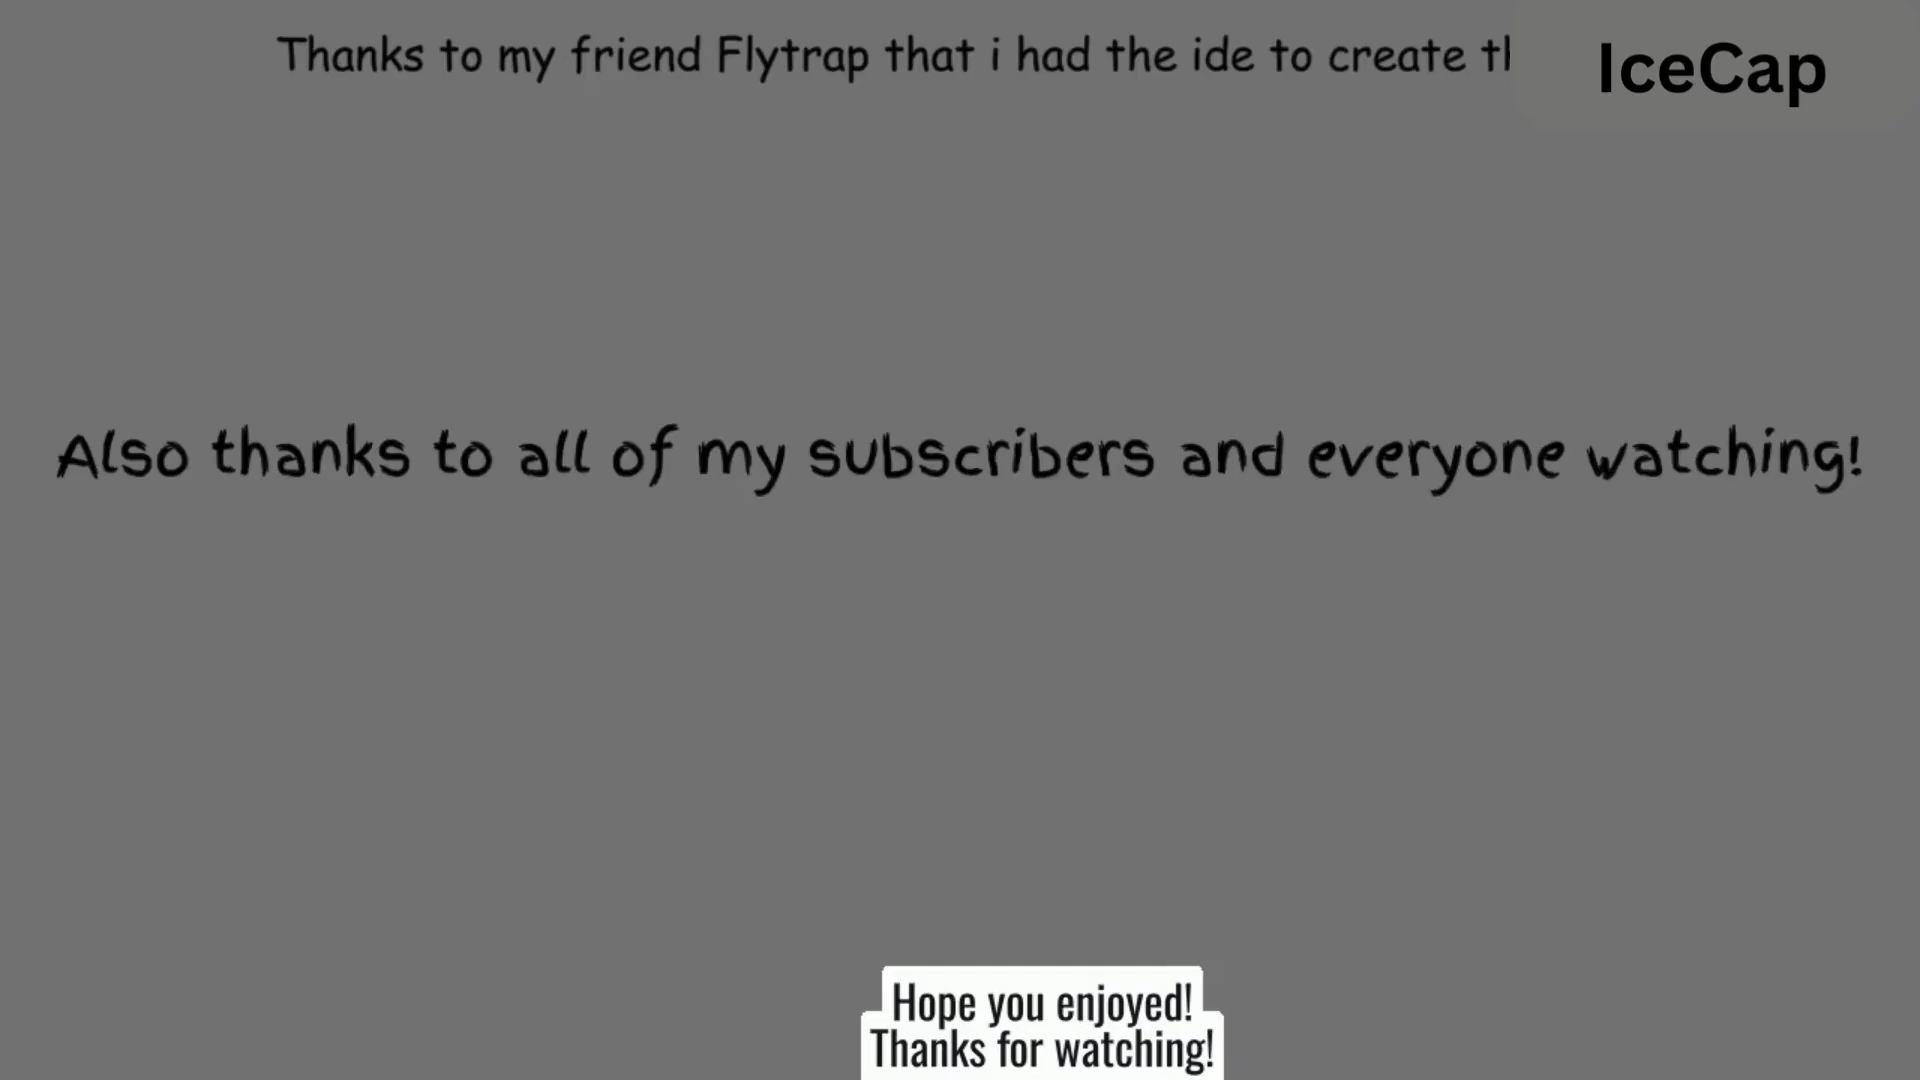 Thanks to my friend Flytrap that i had the ide to create
IceCap
Also thanks to all of my subscribers and everyone watching!
Hope you enjoyed!
Thanks for watching!